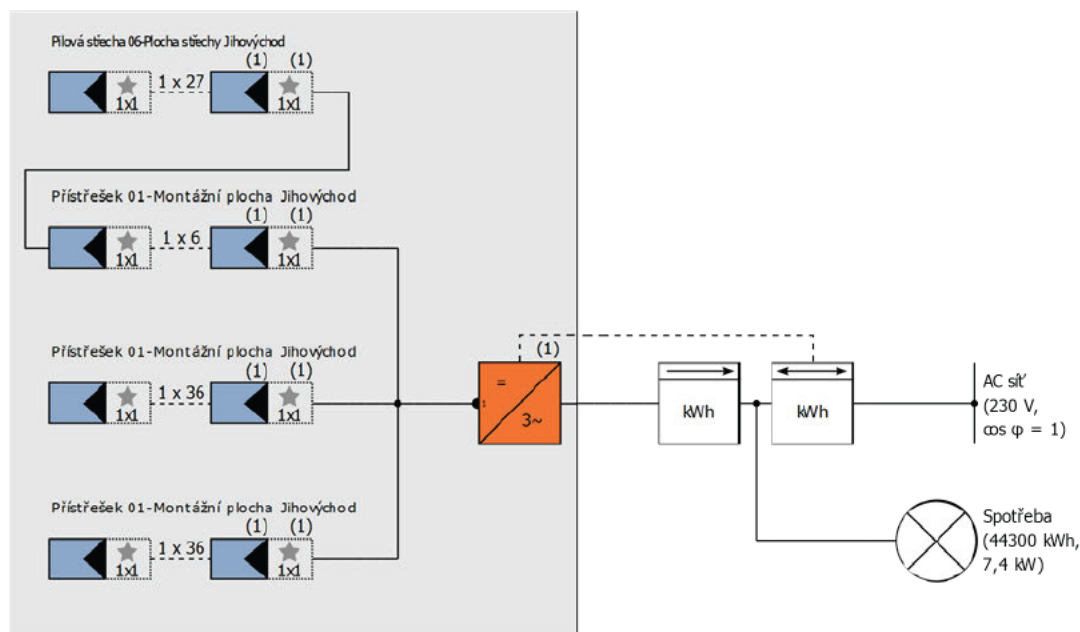 Pilová střecha 06-Plocha střechy Jihovýchod
(1) (1)
1 x 27
1x1 1x1
Přístřešek 01-Montážní plocha Jihovýchod
(1) (1)
1 x 6
1x1 1x1
Přístřešek 01-Montážní plocha Jihovýchod
(1) (1)
1 x 36
1x1 1x1
Přístřešek 01-Montážní plocha Jihovýchod
(1) (1)
1 x 36
1x1 1x1
(1)
=
1
3~
kWh
kWh
AC síť
(230 V,
cos φ = 1)
Spotřeba
(44300 kWh,
7,4 kW)